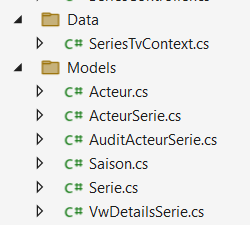 Data
C# SeriesTvContext.cs
Models
C# Acteur.cs
C# ActeurSerie.cs
C# AuditActeurSerie.cs
C# Saison.cs
C# Serie.cs
C# VwDetailsSerie.cs